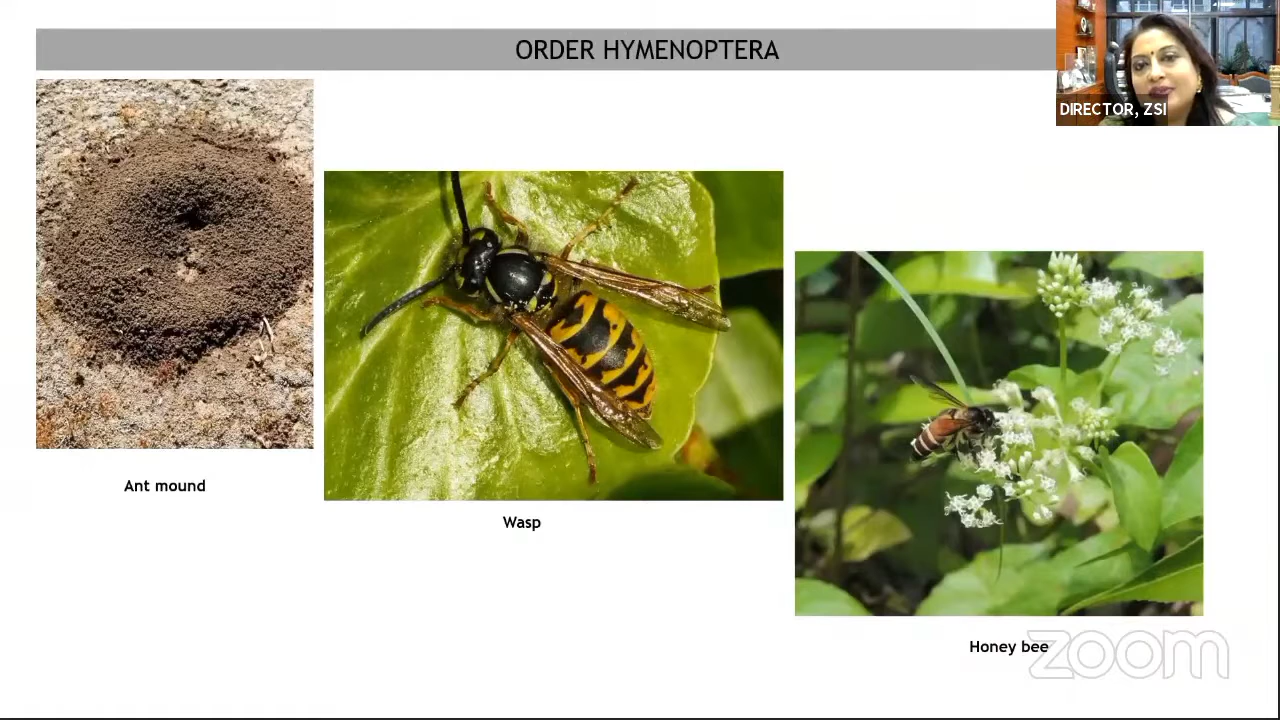 ORDER HYMENOPTERA
DIRECTOR, ZSI
Ant mound
Wasp
Honey bee
zoom